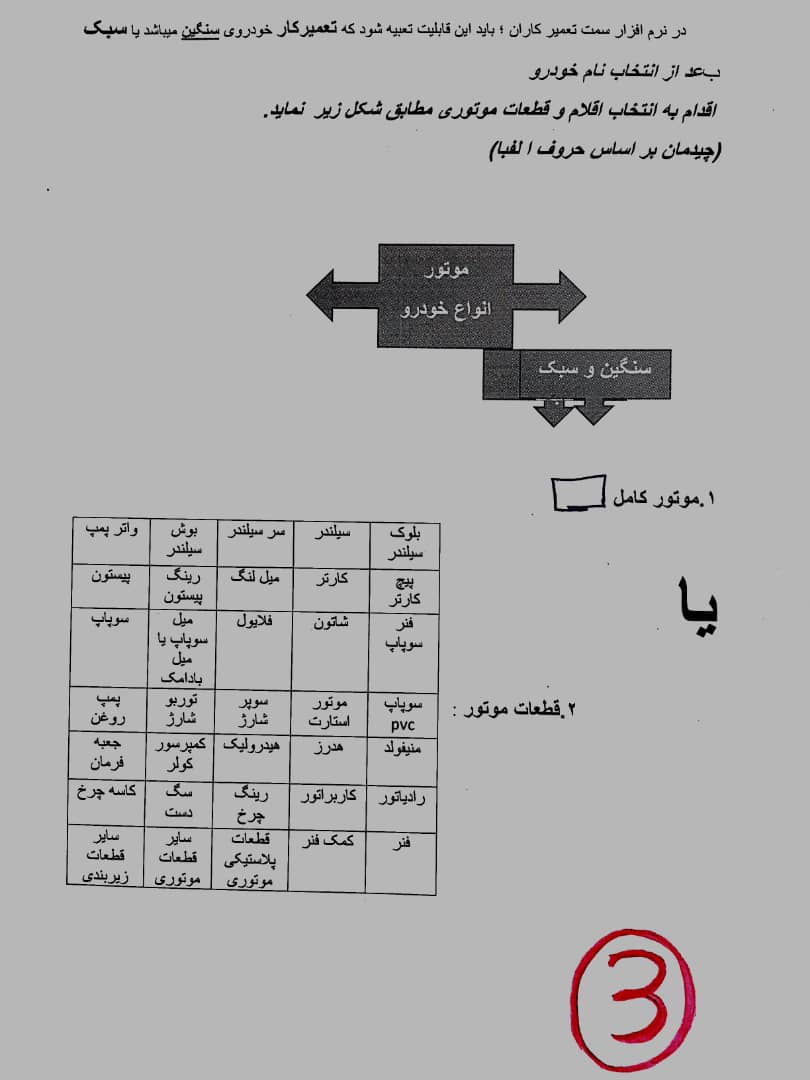 در نرم افزار سمت تعمیر کاران ؛ باید این قابلیت تعبیه شود که تعمیرکار خودروی سنگین میباشد یا سبک
بعد از انتخاب نام خودرو
اقدام به انتخاب اقلام و قطعات موتوری مطابق شکل زیر نماید.
(چیدمان بر اساس حروف ا لفبا)
موتور
انواع خودرو
سنگین و سبک
۱.موتور کامل
یا
۲.قطعات موتور :
بلوک سیلندر سیلندر سر سیلندر بوش سیلندر واتر پمپ
پیچ کارتر کارتر میل لنگ رینگ پیستون پیستون
فنر سوپاپ شاتون فلایول میل سوپاپ یا میل بادامک سوپاپ
سوپاپ pvc موتور استارت سوپر شارژ توربو شارژ پمپ روغن
منیفولد هدرز هیدرولیک کمپرسور کولر جعبه فرمان
رادیاتور کاربراتور رینگ چرخ سگ دست کاسه چرخ
فنر کمک فنر قطعات پلاستیکی موتوری سایر قطعات موتوری سایر قطعات زیربندی
3